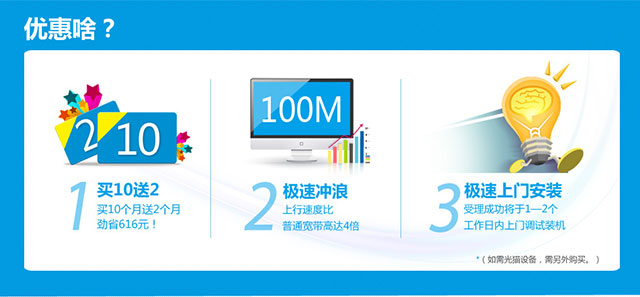 优惠啥？
2 10
100M
1 买10送2
买10个月送2个月
劲省616元！
2 极速冲浪
上行速度比
普通宽带高达4倍
3 极速上门安装
受理成功将于1—2个
工作日内上门调试装机
*（如需光猫设备，需另外购买。）